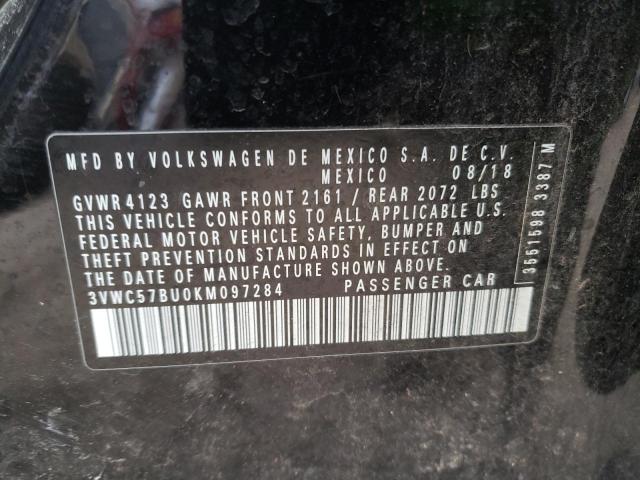 MFD BY VOLKSWAGEN DE MEXICO S.A. DE C.V.
MEXICO 08/18
GVWR 4123 GAWR FRONT 2161 / REAR 2072 LBS
THIS VEHICLE CONFORMS TO ALL APPLICABLE U.S.
FEDERAL MOTOR VEHICLE SAFETY, BUMPER AND
THEFT PREVENTION STANDARDS IN EFFECT ON
THE DATE OF MANUFACTURE SHOWN ABOVE.
3VWC57BU0KM097284 PASSENGER CAR
3551598 3387M